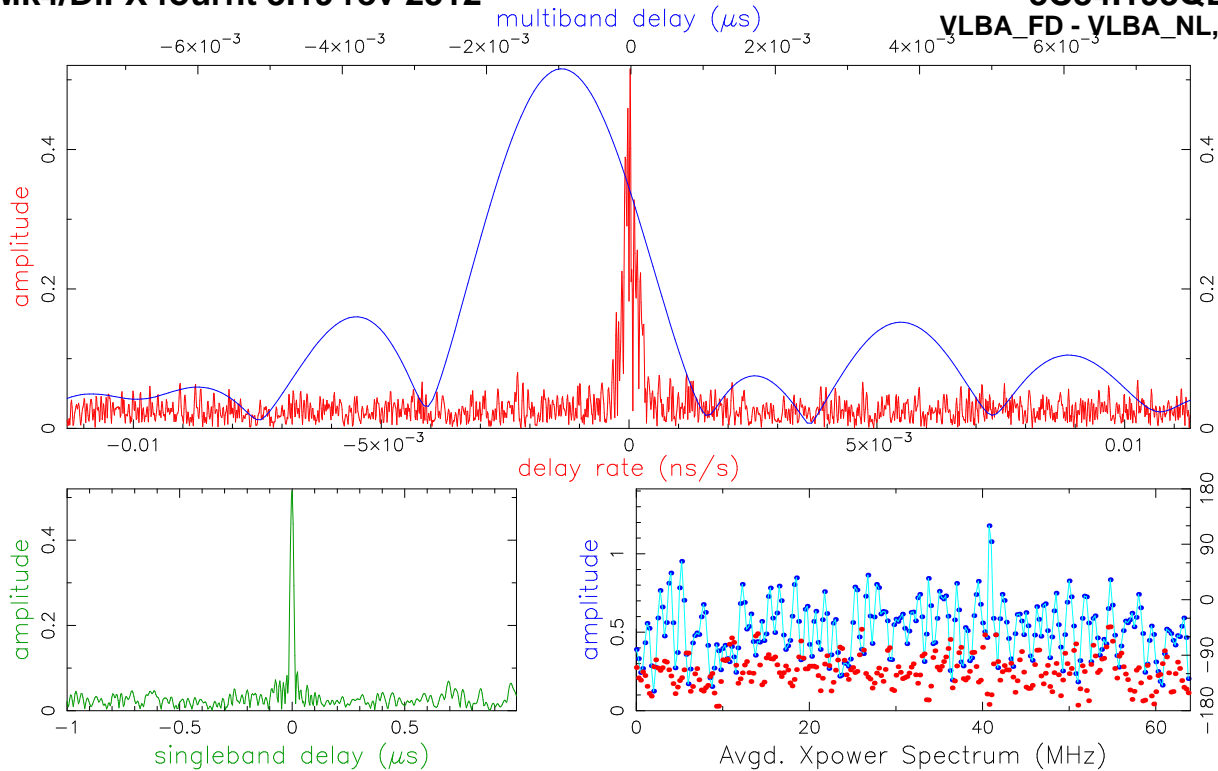 multiband delay (μs)
VLBA_FD - VLBA_NL,
−6×10⁻³ −4×10⁻³ −2×10⁻³ 0 2×10⁻³ 4×10⁻³ 6×10⁻³
amplitude
0 0.2 0.4
0 0.2 0.4
−0.01 −5×10⁻³ 0 5×10⁻³ 0.01
delay rate (ns/s)
amplitude
0 0.2 0.4
−1 −0.5 0 0.5
singleband delay (μs)
amplitude
0 0.5 1
−180 −90 0 90 180
0 20 40 60
Avgd. Xpower Spectrum (MHz)